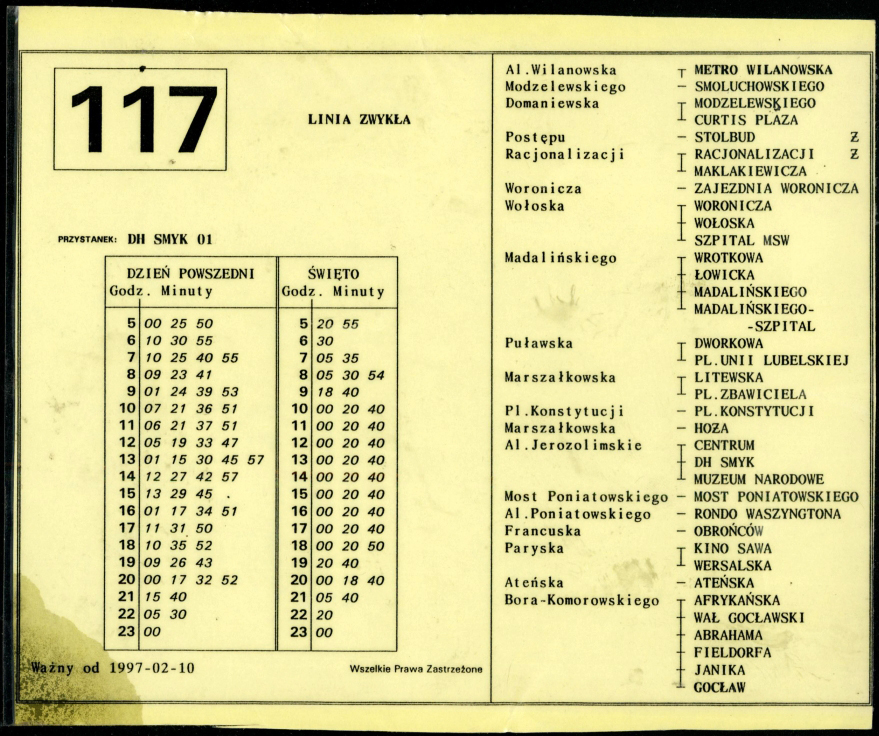 117
LINIA ZWYKŁA
PRZYSTANEK: DH SMYK 01
DZIEŃ POWSZEDNI
Godz. Minuty
5 00 25 50
6 10 30 55
7 10 25 40 55
8 09 23 41
9 01 24 39 53
10 07 21 36 51
11 06 21 37 51
12 05 19 33 47
13 01 15 30 45 57
14 12 27 42 57
15 13 29 45
16 01 17 34 51
17 11 31 50
18 10 35 52
19 09 26 43
20 00 17 32 52
21 15 40
22 05 30
23 00
ŚWIĘTO
Godz. Minuty
5 20 55
6 30
7 05 35
8 05 30 54
9 18 40
10 00 20 40
11 00 20 40
12 00 20 40
13 00 20 40
14 00 20 40
15 00 20 40
16 00 20 40
17 00 20 40
18 00 20 50
19 20 40
20 00 18 40
21 05 40
22 20
23 00
Ważny od 1997-02-10
Wszelkie Prawa Zastrzeżone
Al.Wilanowska METRO WILANOWSKA
Modzelewskiego - SMOLUCHOWSKIEGO
Domaniewska MODZELEWSKIEGO
CURTIS PLAZA
Postępu - STOLBUD Ż
Racjonalizacji RACJONALIZACJI Ż
MAKLAKIEWICZA
Woronicza - ZAJEZDNIA WORONICZA
Wołoska WORONICZA
WOŁOSKA
SZPITAL MSW
Madalińskiego WROTKOWA
ŁOWICKA
MADALIŃSKIEGO
MADALIŃSKIEGO-
-SZPITAL
Puławska DWORKOWA
PL.UNII LUBELSKIEJ
Marszałkowska LITEWSKA
PL.ZBAWICIELA
Pl.Konstytucji - PL.KONSTYTUCJI
Marszałkowska - HOŻA
Al.Jerozolimskie CENTRUM
DH SMYK
MUZEUM NARODOWE
Most Poniatowskiego - MOST PONIATOWSKIEGO
Al.Poniatowskiego - RONDO WASZYNGTONA
Francuska - OBROŃCÓW
Paryska KINO SAWA
WERSALSKA
Ateńska - ATEŃSKA
Bora-Komorowskiego AFRYKAŃSKA
WAŁ GOCŁAWSKI
ABRAHAMA
FIELDORFA
JANIKA
GOCŁAW